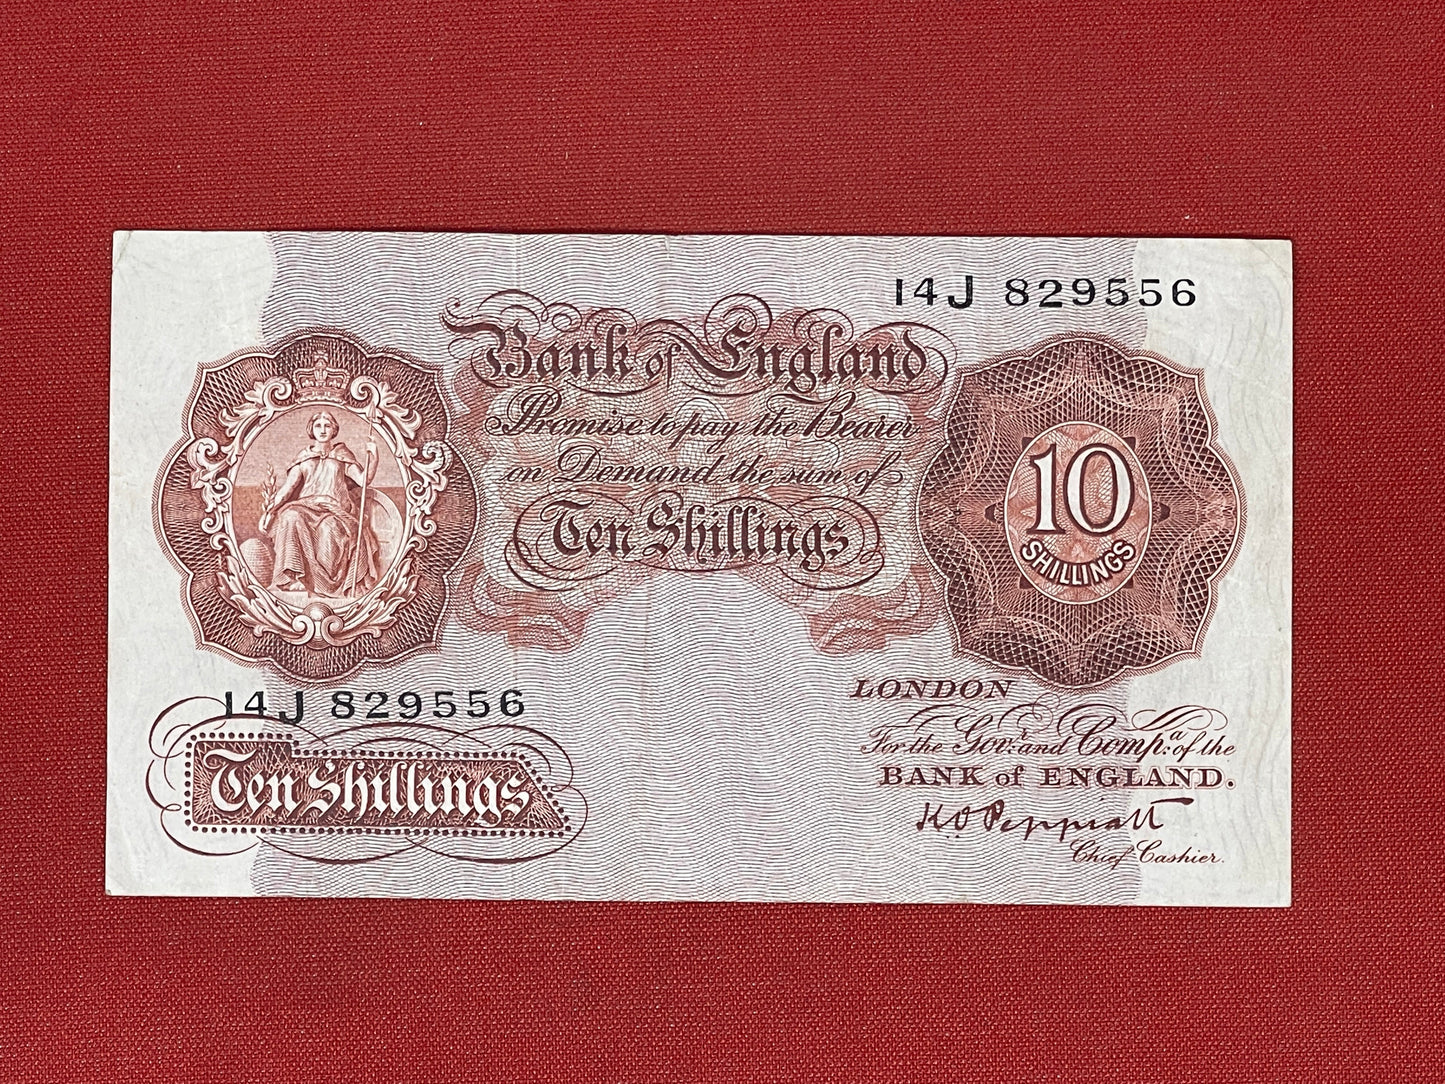 14J 829556
Bank of England
Promise to pay the Bearer
on Demand the sum of
Ten Shillings
10
SHILLINGS
14J 829556
Ten Shillings
LONDON
For the Govr. and Compa. of the
BANK of ENGLAND.
K O Peppiatt
Chief Cashier.